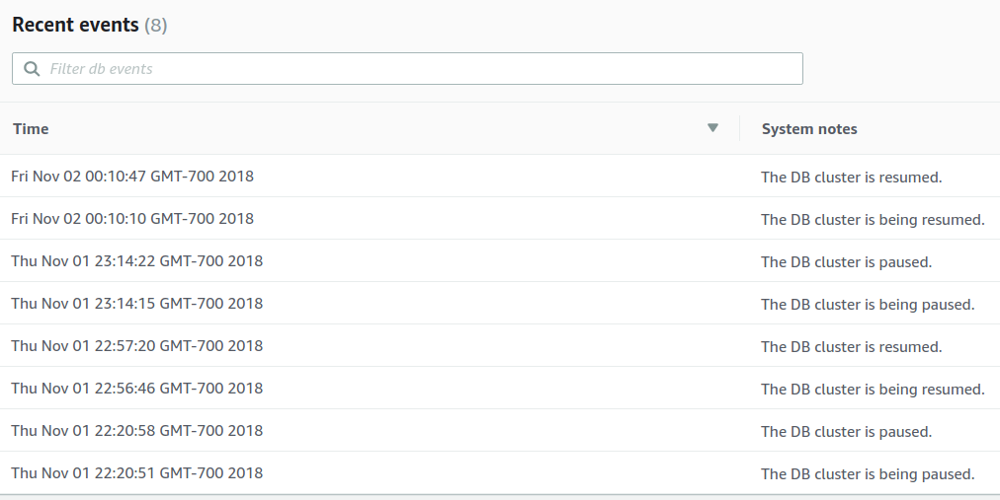 Recent events (8)
Filter db events
Time System notes
Fri Nov 02 00:10:47 GMT-700 2018 The DB cluster is resumed.
Fri Nov 02 00:10:10 GMT-700 2018 The DB cluster is being resumed.
Thu Nov 01 23:14:22 GMT-700 2018 The DB cluster is paused.
Thu Nov 01 23:14:15 GMT-700 2018 The DB cluster is being paused.
Thu Nov 01 22:57:20 GMT-700 2018 The DB cluster is resumed.
Thu Nov 01 22:56:46 GMT-700 2018 The DB cluster is being resumed.
Thu Nov 01 22:20:58 GMT-700 2018 The DB cluster is paused.
Thu Nov 01 22:20:51 GMT-700 2018 The DB cluster is being paused.